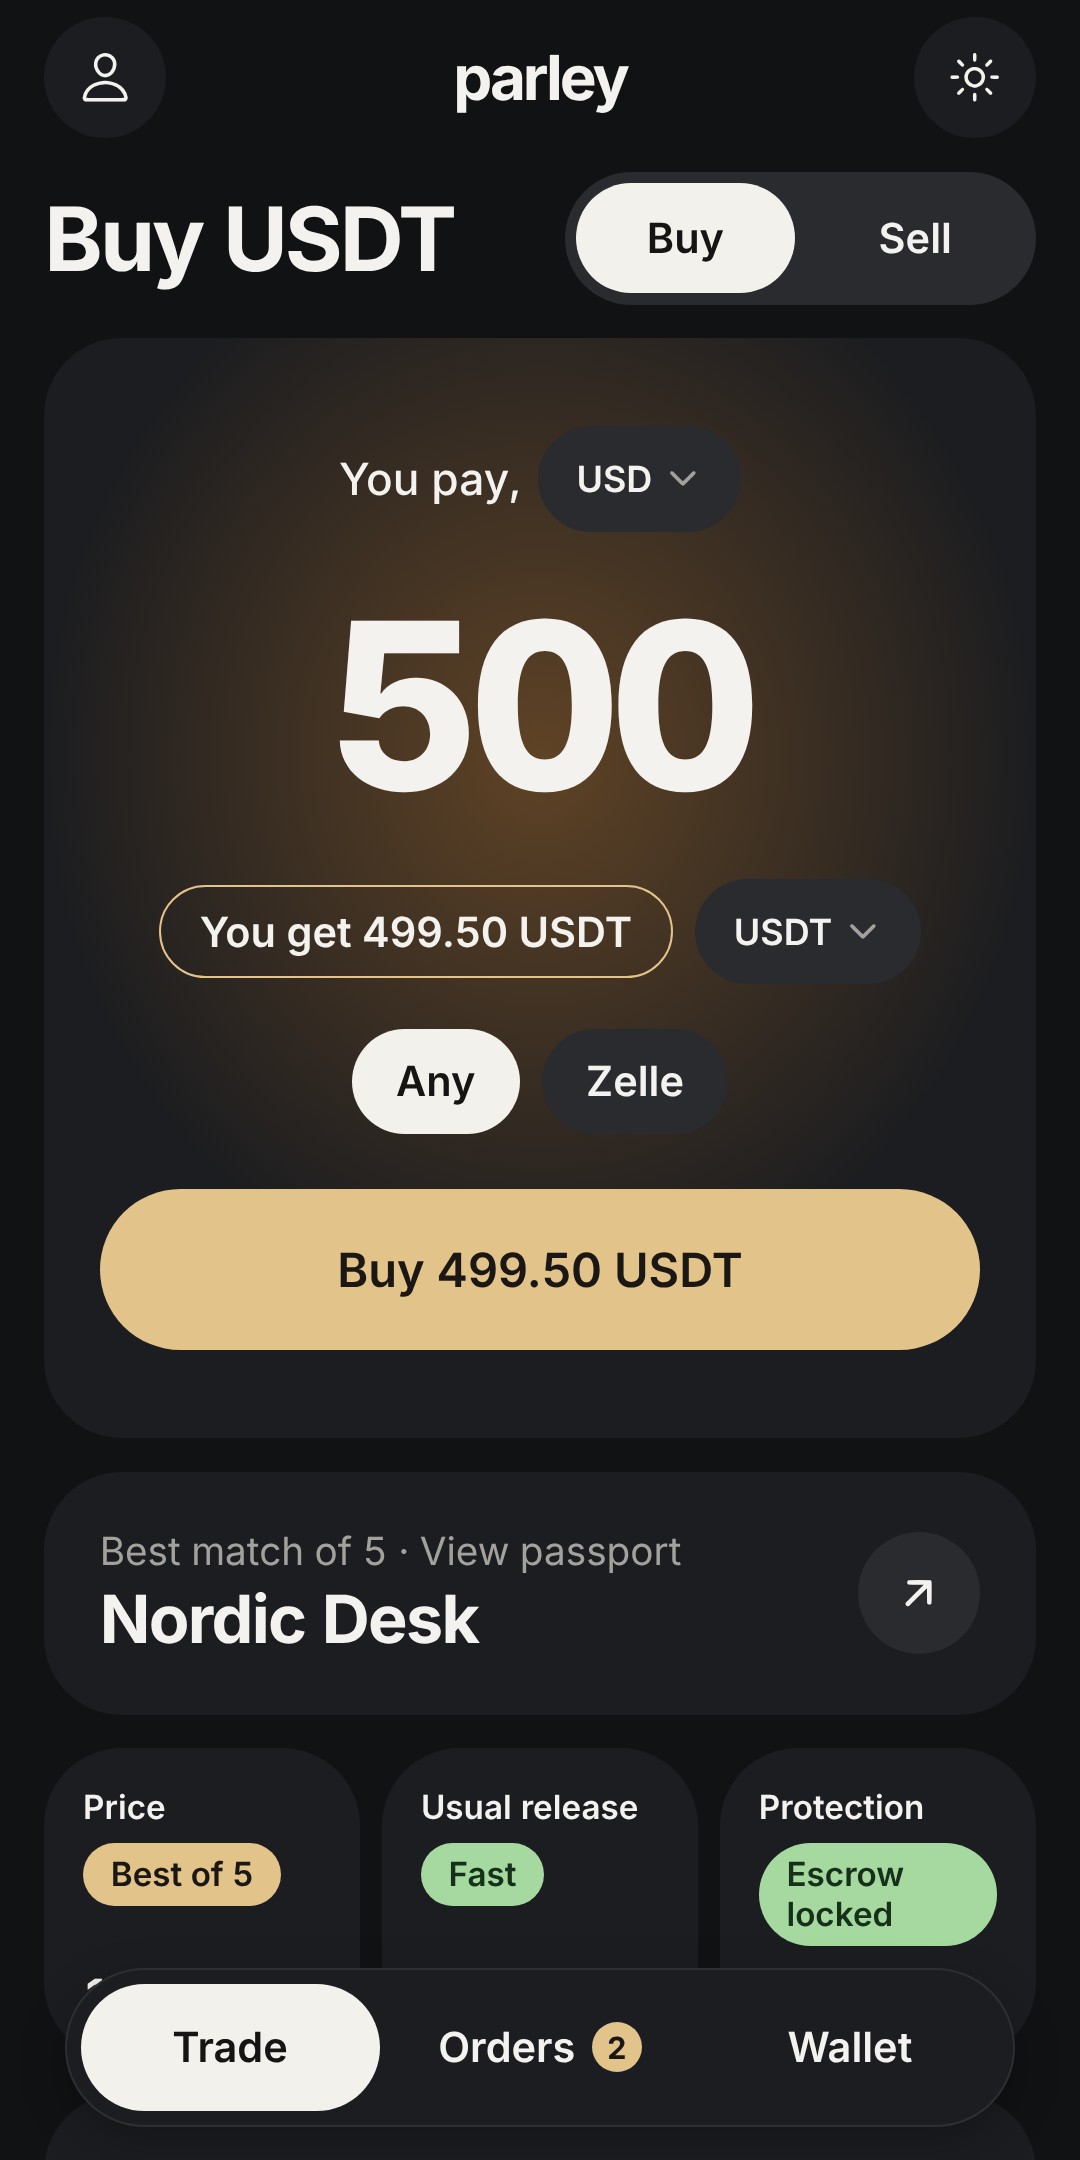 parley
Buy USDT
Buy
Sell
You pay,
USD
500
You get 499.50 USDT
USDT
Any
Zelle
Buy 499.50 USDT
Best match of 5 · View passport
Nordic Desk
Price
Usual release
Protection
Best of 5
Fast
Escrow
locked
Trade
Orders 2
Wallet